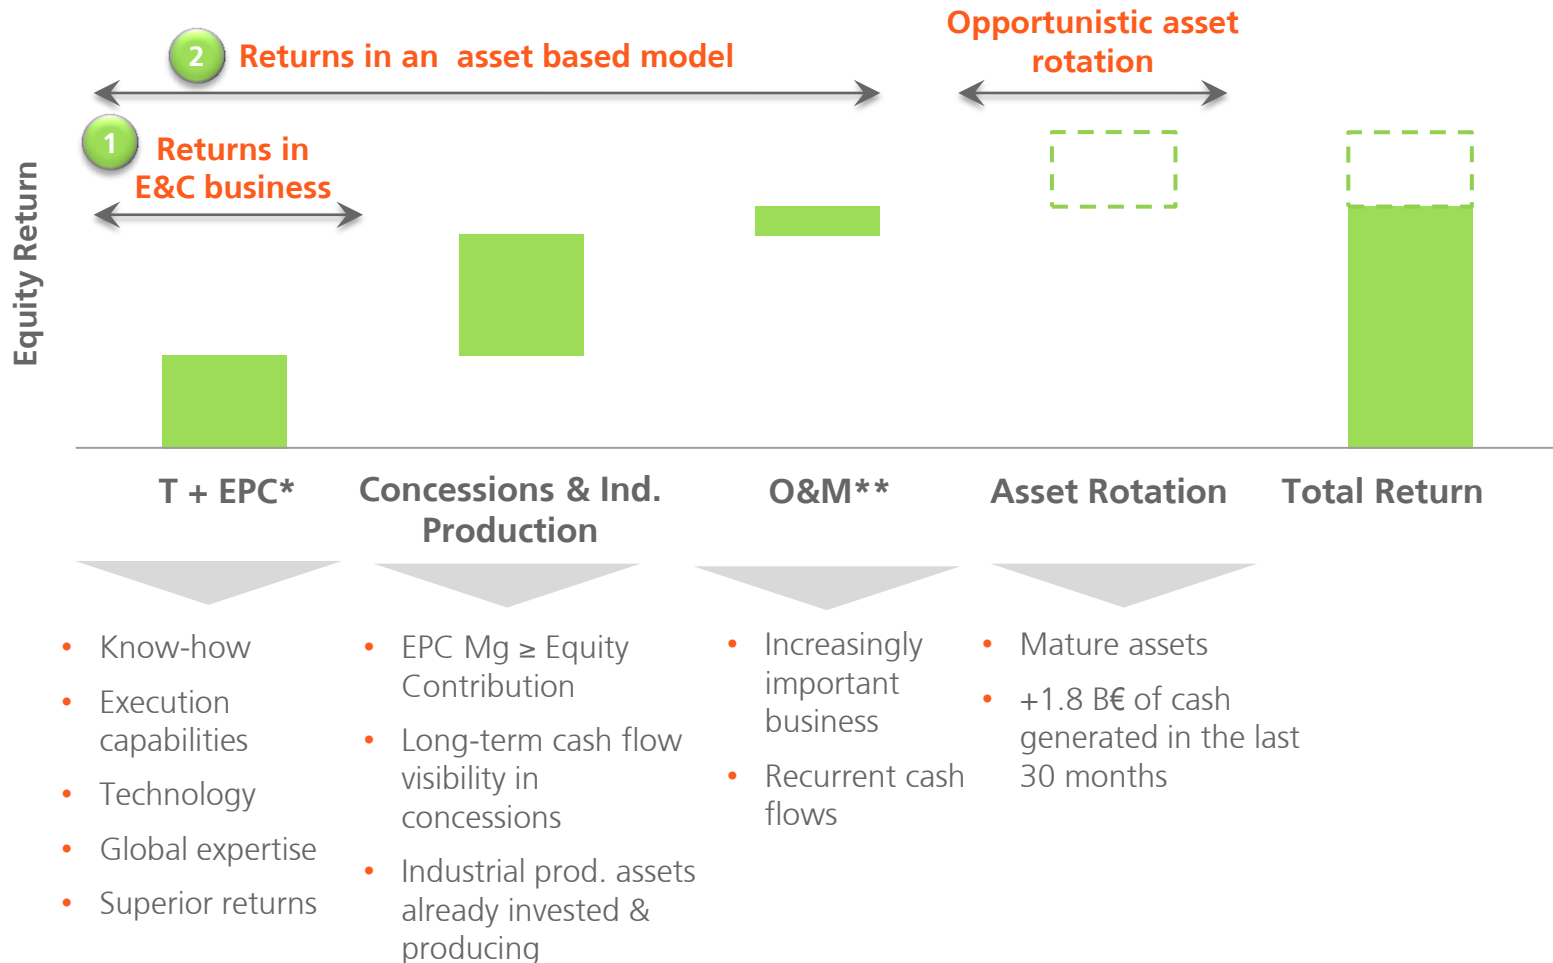 Opportunistic asset
rotation
2
Returns in an asset based model
1
Returns in
E&C business
Equity Return
T + EPC*
Concessions & Ind.
Production
O&M**
Asset Rotation
Total Return
• Know-how
• Execution
capabilities
• Technology
• Global expertise
• Superior returns
• EPC Mg ≥ Equity
Contribution
• Long-term cash flow
visibility in
concessions
• Industrial prod. assets
already invested &
producing
• Increasingly
important
business
• Recurrent cash
flows
• Mature assets
• +1.8 B€ of cash
generated in the last
30 months